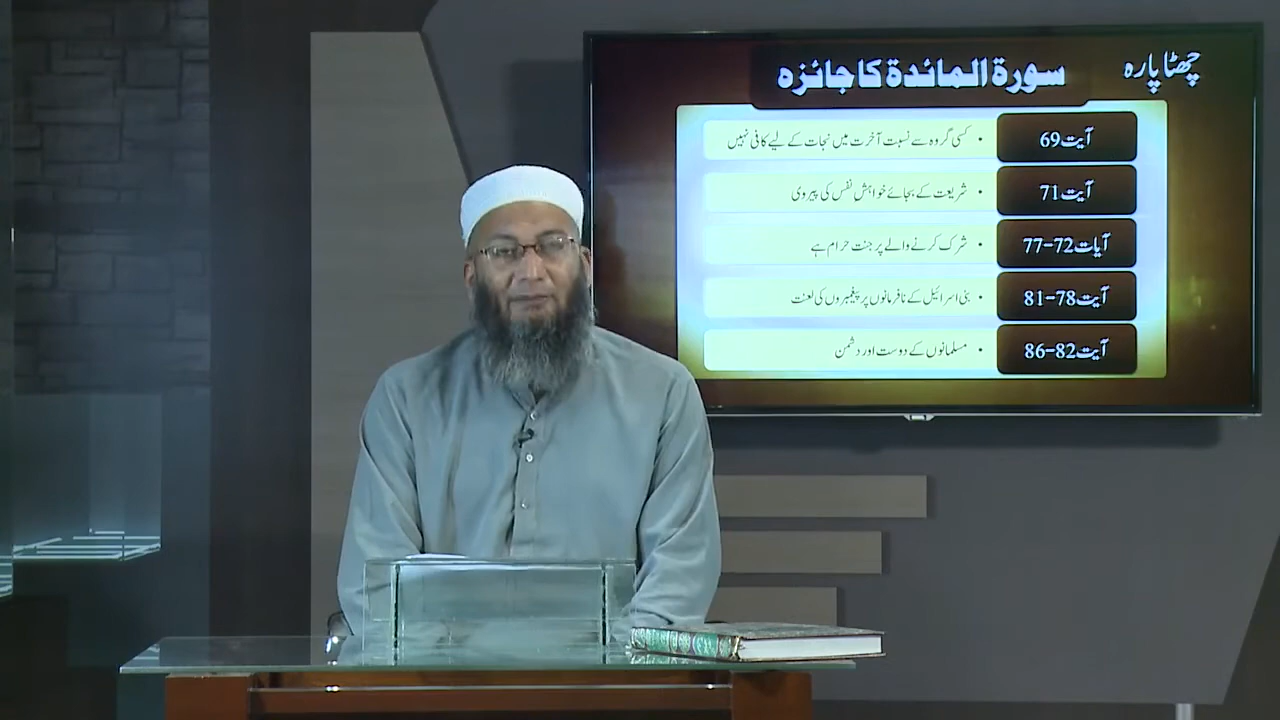 چھٹا پارہ
سورۃ المائدۃ کا جائزہ
آیت 69 • کسی گروہ سے نسبت آخرت میں نجات کے لیے کافی نہیں
آیت 71 • شریعت کے بجائے خواہشِ نفس کی پیروی
آیات 72-77 • شرک کرنے والے پر جنت حرام ہے
آیت 78-81 • بنی اسرائیل کے نافرمانوں پر پیغمبروں کی لعنت
آیت 82-86 • مسلمانوں کے دوست اور دشمن